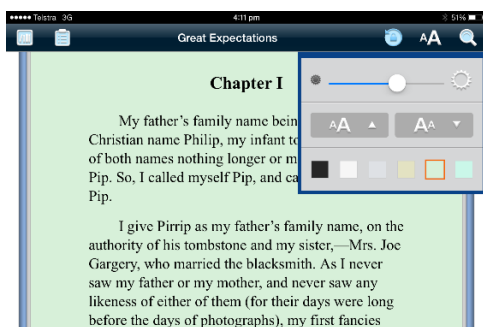 Telstra 3G 4:11 pm 51%
Great Expectations AA
Chapter I
AA AA
My father's family name bein
Christian name Philip, my infant to
of both names nothing longer or m
Pip. So, I called myself Pip, and ca
Pip.
I give Pirrip as my father's family name, on the
authority of his tombstone and my sister,—Mrs. Joe
Gargery, who married the blacksmith. As I never
saw my father or my mother, and never saw any
likeness of either of them (for their days were long
before the days of photographs), my first fancies